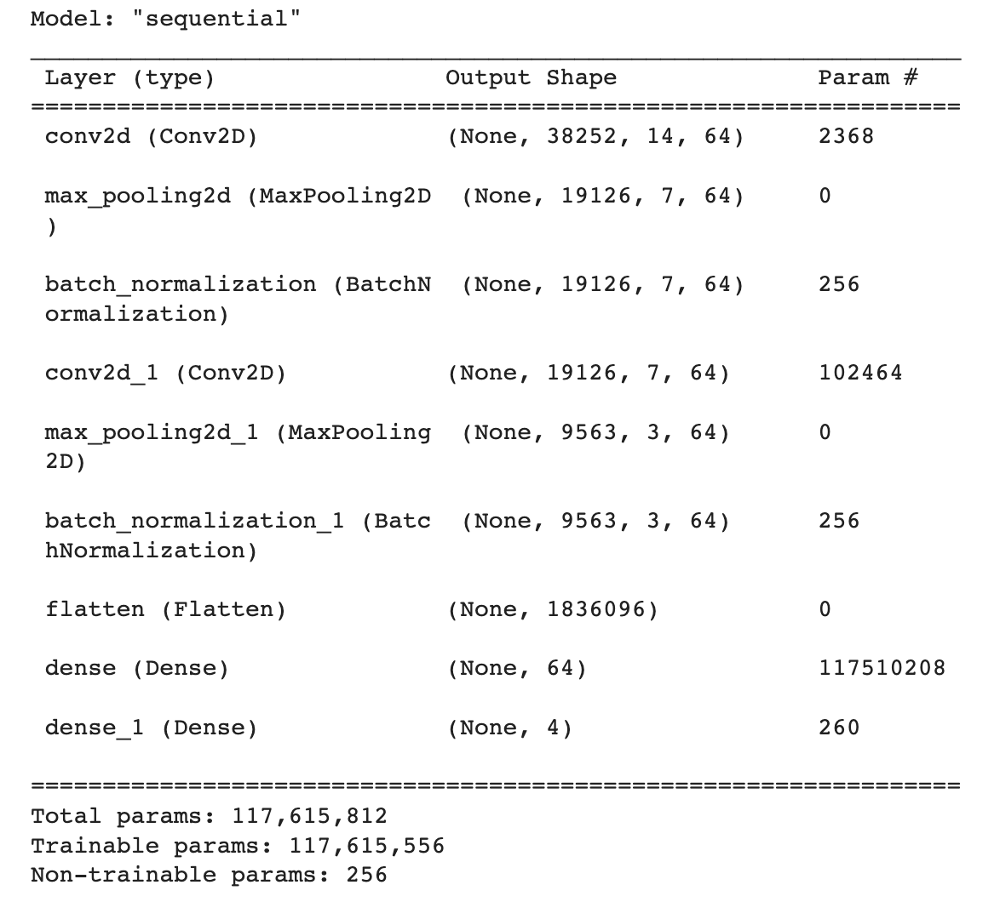 Model: "sequential"
Layer (type) Output Shape Param #
conv2d (Conv2D) (None, 38252, 14, 64) 2368
max_pooling2d (MaxPooling2D (None, 19126, 7, 64) 0
)
batch_normalization (BatchN (None, 19126, 7, 64) 256
ormalization)
conv2d_1 (Conv2D) (None, 19126, 7, 64) 102464
max_pooling2d_1 (MaxPooling (None, 9563, 3, 64) 0
2D)
batch_normalization_1 (Batc (None, 9563, 3, 64) 256
hNormalization)
flatten (Flatten) (None, 1836096) 0
dense (Dense) (None, 64) 117510208
dense_1 (Dense) (None, 4) 260
Total params: 117,615,812
Trainable params: 117,615,556
Non-trainable params: 256